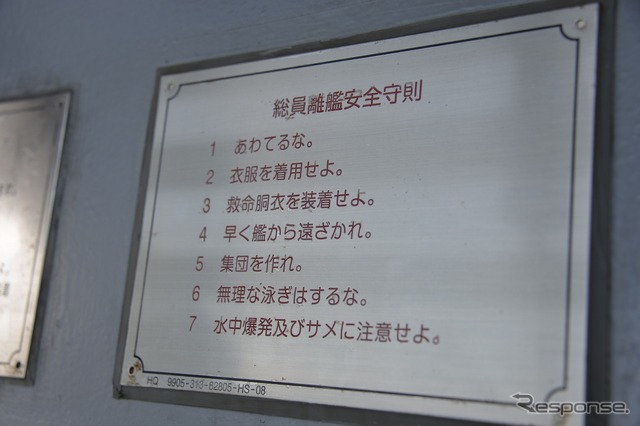 総員離艦安全守則
1 あわてるな。
2 衣服を着用せよ。
3 救命胴衣を装着せよ。
4 早く艦から遠ざかれ。
5 集団を作れ。
6 無理な泳ぎはするな。
7 水中爆発及びサメに注意せよ。
HQ 9905-313-62805-HS-08
Response.